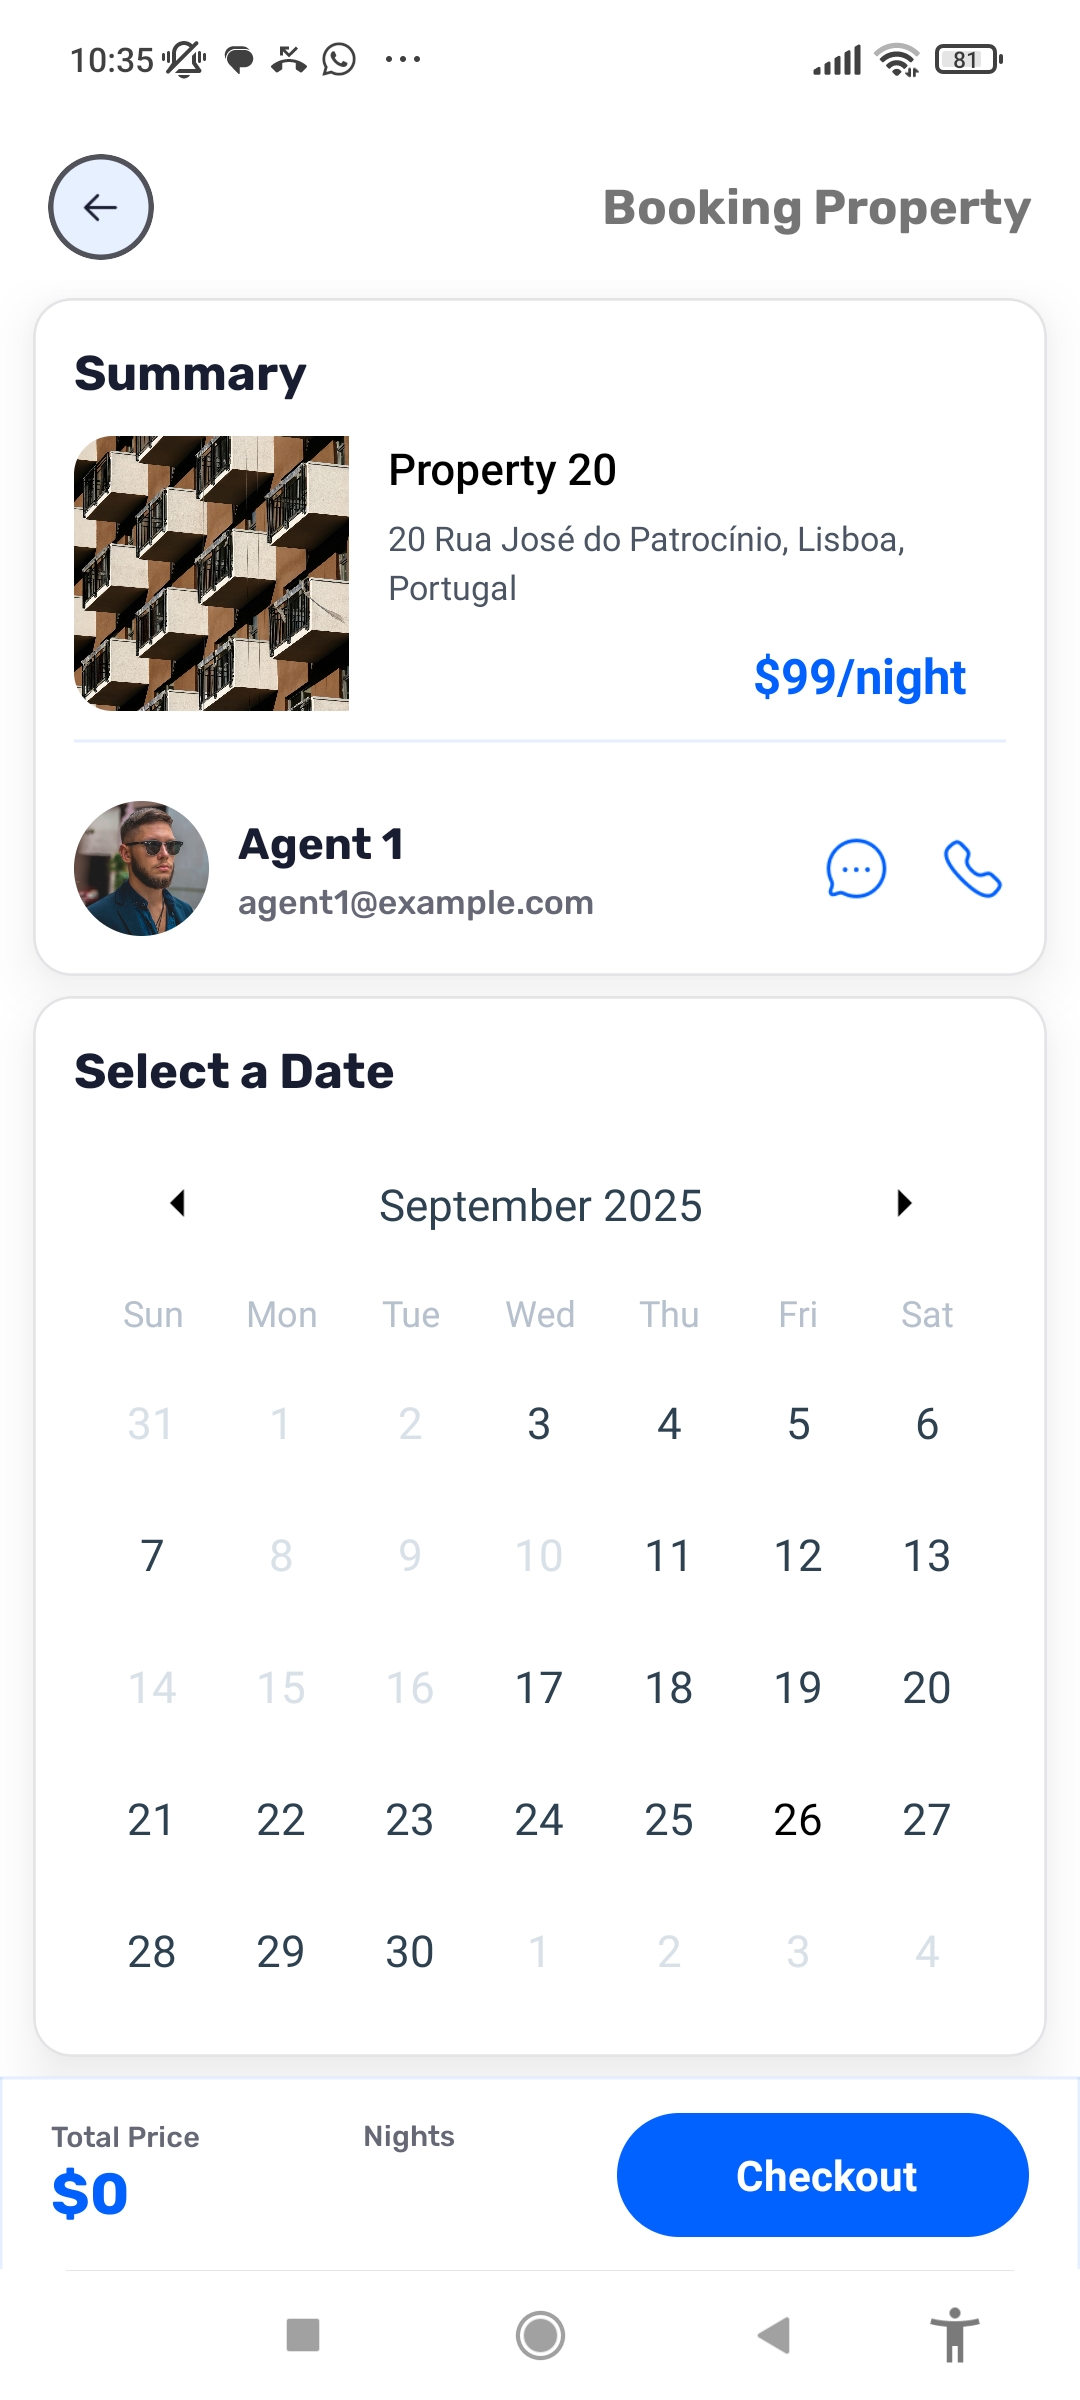 10:35
81
Booking Property
Summary
Property 20
20 Rua José do Patrocínio, Lisboa,
Portugal
$99/night
Agent 1
agent1@example.com
Select a Date
September 2025
Sun Mon Tue Wed Thu Fri Sat
31 1 2 3 4 5 6
7 8 9 10 11 12 13
14 15 16 17 18 19 20
21 22 23 24 25 26 27
28 29 30 1 2 3 4
Total Price Nights
$0
Checkout